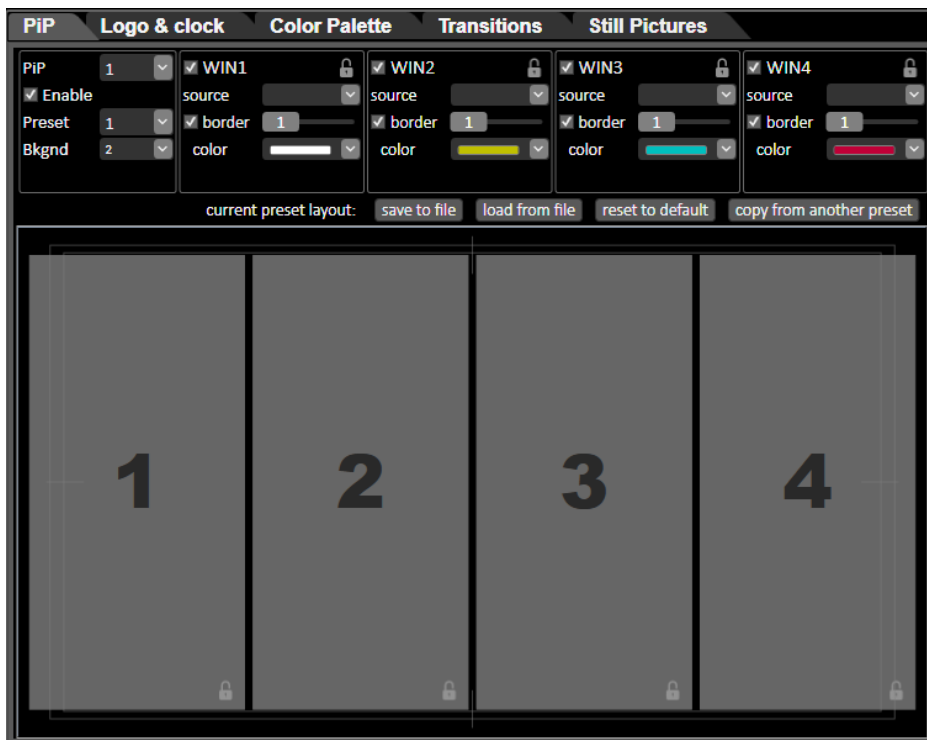 PiP Logo & clock Color Palette Transitions Still Pictures
PiP 1 WIN1 WIN2 WIN3 WIN4
Enable source source source source
Preset 1 border 1 border 1 border 1 border 1
Bkgnd 2 color color color color
current preset layout: save to file load from file reset to default copy from another preset
1 2 3 4